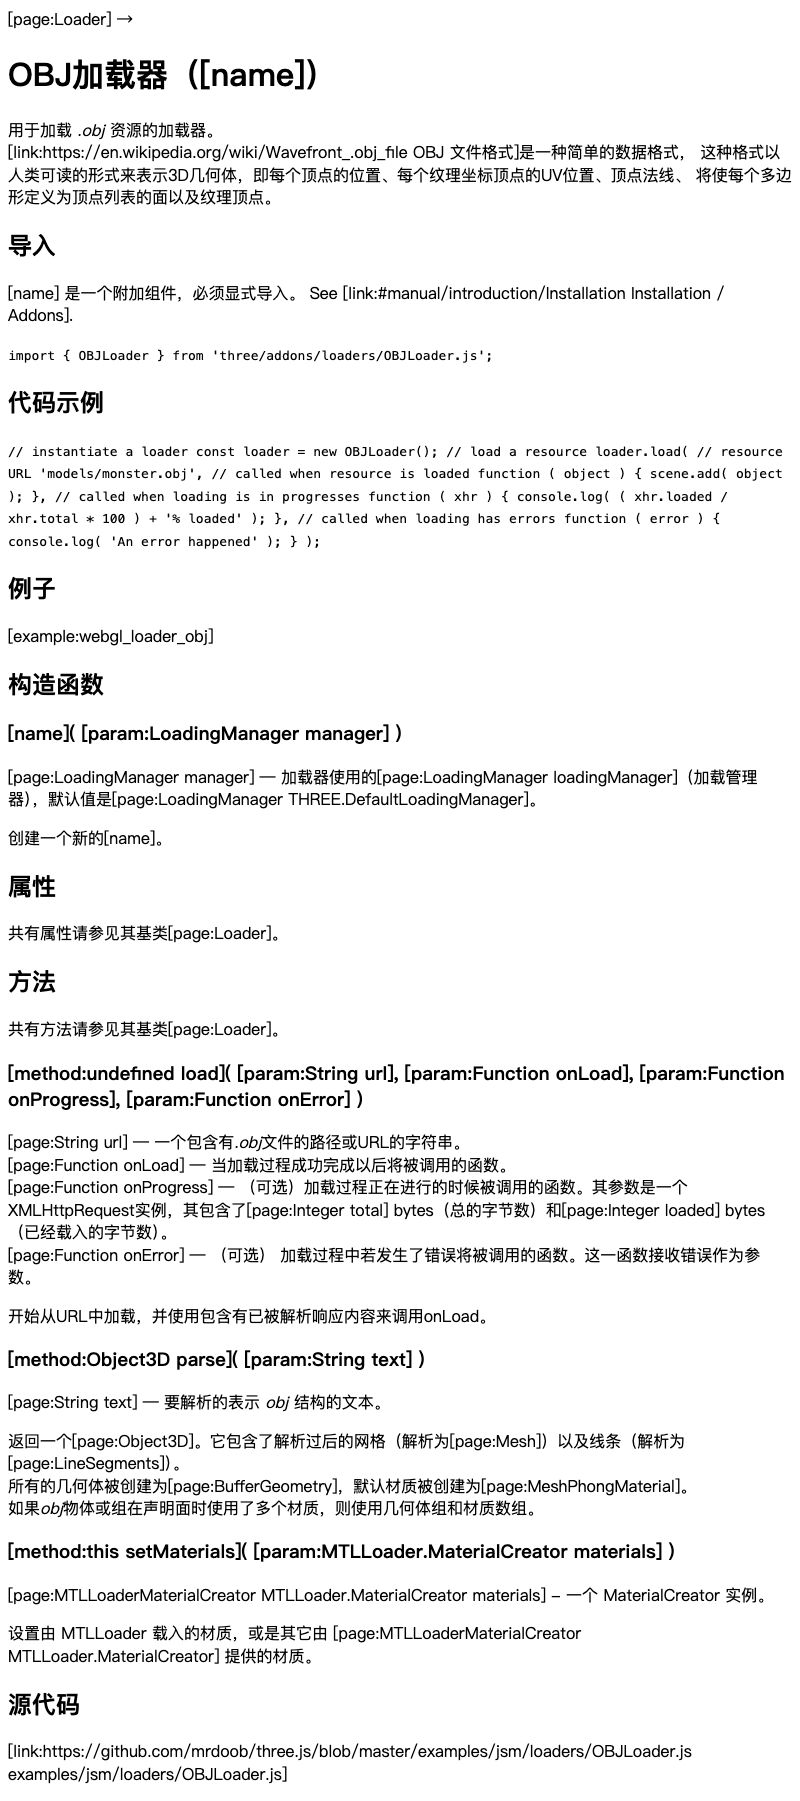 [page:Loader] →
OBJ加载器（[name]）
用于加载 .obj 资源的加载器。
[link:https://en.wikipedia.org/wiki/Wavefront_.obj_file OBJ 文件格式]是一种简单的数据格式， 这种格式以
人类可读的形式来表示3D几何体，即每个顶点的位置、每个纹理坐标顶点的UV位置、顶点法线、 将使每个多边
形定义为顶点列表的面以及纹理顶点。
导入
[name] 是一个附加组件，必须显式导入。 See [link:#manual/introduction/Installation Installation /
Addons].
import { OBJLoader } from 'three/addons/loaders/OBJLoader.js';
代码示例
// instantiate a loader const loader = new OBJLoader(); // load a resource loader.load( // resource
URL 'models/monster.obj', // called when resource is loaded function ( object ) { scene.add( object
); }, // called when loading is in progresses function ( xhr ) { console.log( ( xhr.loaded /
xhr.total * 100 ) + '% loaded' ); }, // called when loading has errors function ( error ) {
console.log( 'An error happened' ); } );
例子
[example:webgl_loader_obj]
构造函数
[name]( [param:LoadingManager manager] )
[page:LoadingManager manager] — 加载器使用的[page:LoadingManager loadingManager]（加载管理
器），默认值是[page:LoadingManager THREE.DefaultLoadingManager]。
创建一个新的[name]。
属性
共有属性请参见其基类[page:Loader]。
方法
共有方法请参见其基类[page:Loader]。
[method:undefined load]( [param:String url], [param:Function onLoad], [param:Function
onProgress], [param:Function onError] )
[page:String url] — 一个包含有.obj文件的路径或URL的字符串。
[page:Function onLoad] — 当加载过程成功完成以后将被调用的函数。
[page:Function onProgress] — （可选）加载过程正在进行的时候被调用的函数。其参数是一个
XMLHttpRequest实例，其包含了[page:Integer total] bytes（总的字节数）和[page:Integer loaded] bytes
（已经载入的字节数）。
[page:Function onError] — （可选） 加载过程中若发生了错误将被调用的函数。这一函数接收错误作为参
数。
开始从URL中加载，并使用包含有已被解析响应内容来调用onLoad。
[method:Object3D parse]( [param:String text] )
[page:String text] — 要解析的表示 obj 结构的文本。
返回一个[page:Object3D]。它包含了解析过后的网格（解析为[page:Mesh]）以及线条（解析为
[page:LineSegments]）。
所有的几何体被创建为[page:BufferGeometry]，默认材质被创建为[page:MeshPhongMaterial]。
如果obj物体或组在声明面时使用了多个材质，则使用几何体组和材质数组。
[method:this setMaterials]( [param:MTLLoader.MaterialCreator materials] )
[page:MTLLoaderMaterialCreator MTLLoader.MaterialCreator materials] – 一个 MaterialCreator 实例。
设置由 MTLLoader 载入的材质，或是其它由 [page:MTLLoaderMaterialCreator
MTLLoader.MaterialCreator] 提供的材质。
源代码
[link:https://github.com/mrdoob/three.js/blob/master/examples/jsm/loaders/OBJLoader.js
examples/jsm/loaders/OBJLoader.js]